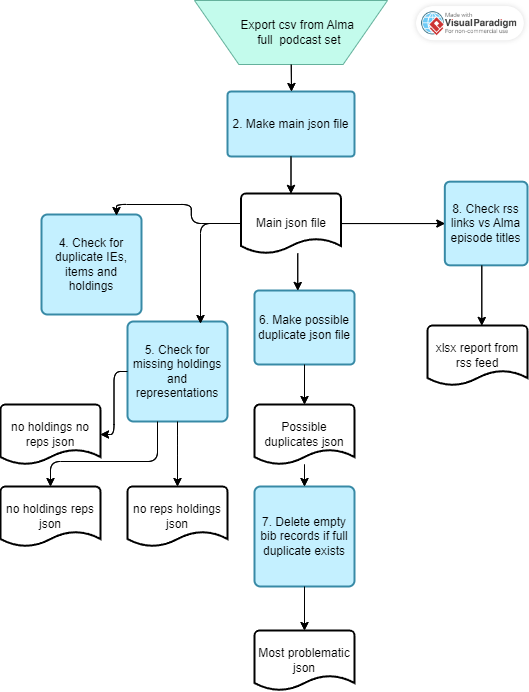 Export csv from Alma
full podcast set
Made with
VisualParadigm
For non-commercial use
2. Make main json file
Main json file
8. Check rss
links vs Alma
episode titles
4. Check for
duplicate IEs,
items and
holdings
6. Make possible
duplicate json file
5. Check for
missing holdings
and
representations
xlsx report from
rss feed
no holdings no
reps json
Possible
duplicates json
no holdings reps
json
no reps holdings
json
7. Delete empty
bib records if full
duplicate exists
Most problematic
json